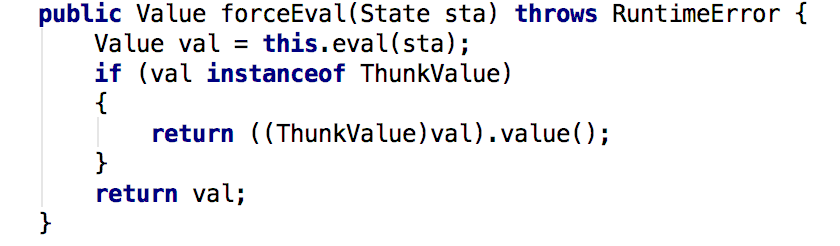 public Value forceEval(State sta) throws RuntimeError {
    Value val = this.eval(sta);
    if (val instanceof ThunkValue)
    {
        return ((ThunkValue)val).value();
    }
    return val;
}